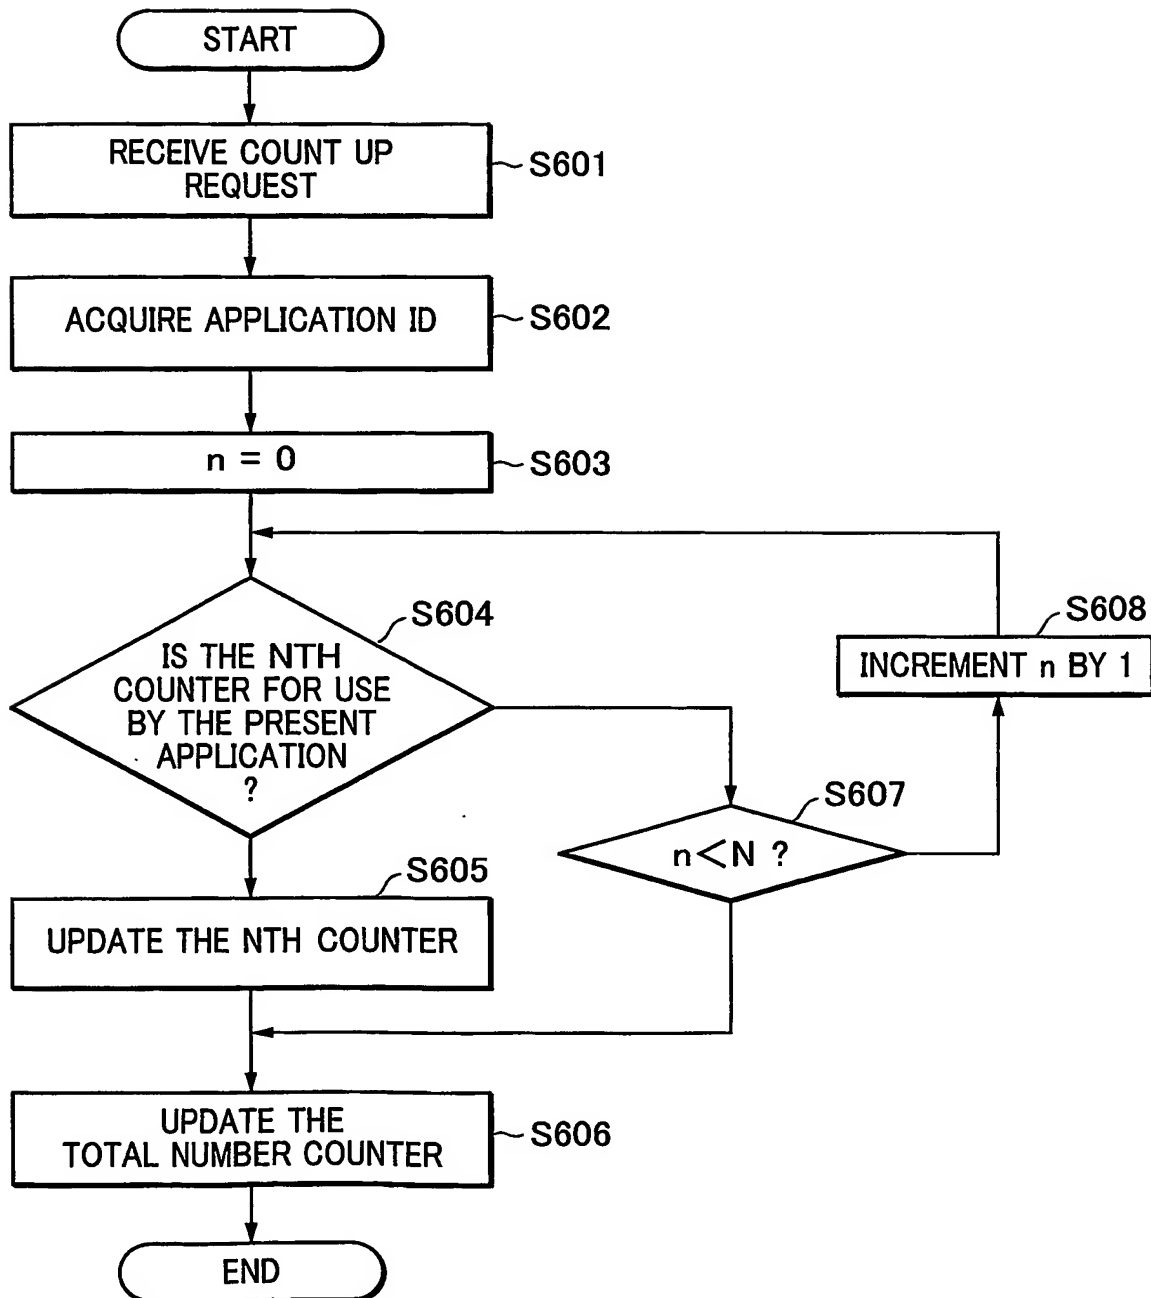 START
RECEIVE COUNT UP
REQUEST
S601
ACQUIRE APPLICATION ID
S602
n = 0
S603
S604
IS THE NTH
COUNTER FOR USE
BY THE PRESENT
APPLICATION
?
S608
INCREMENT n BY 1
S607
n<N ?
S605
UPDATE THE NTH COUNTER
UPDATE THE
TOTAL NUMBER COUNTER
S606
END